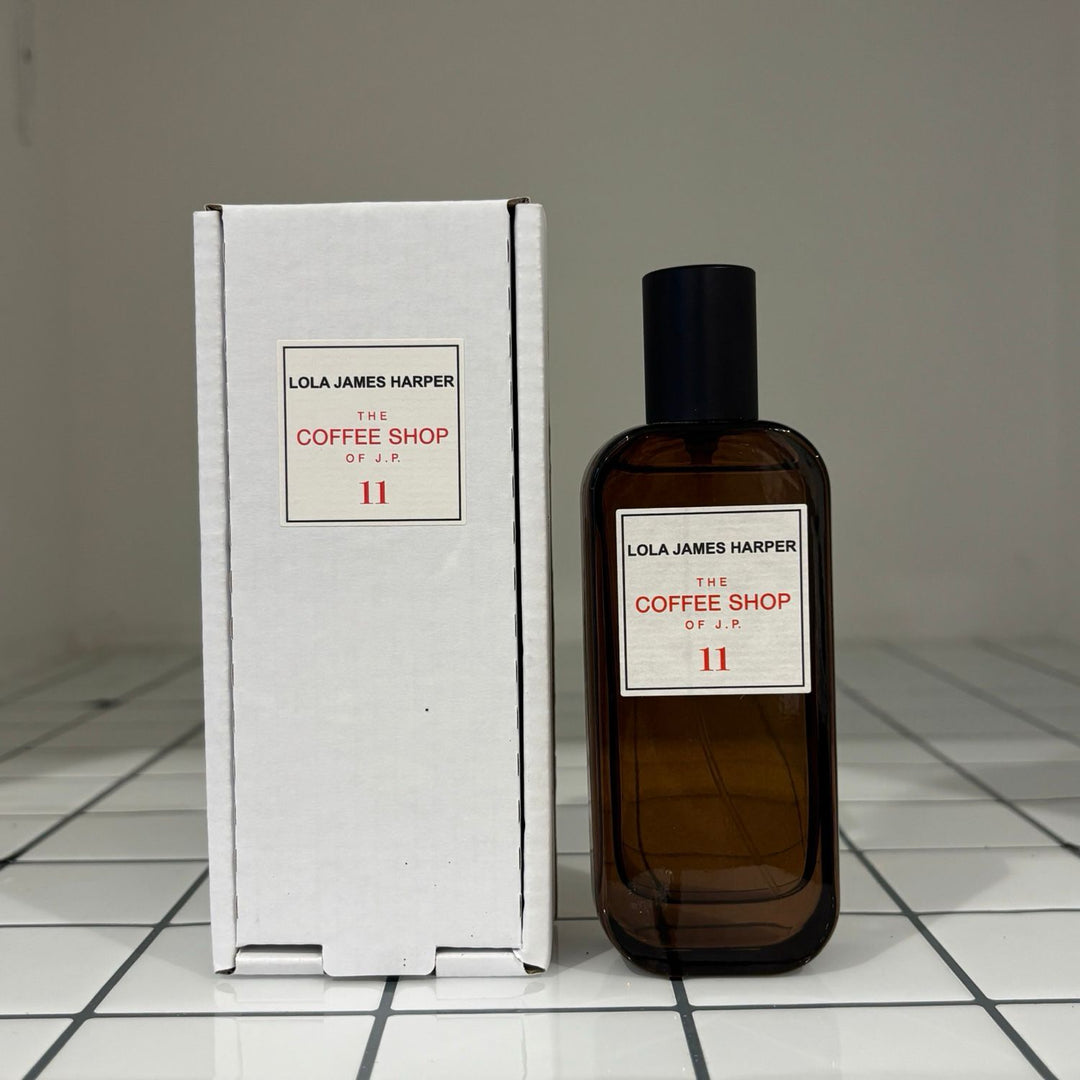 LOLA JAMES HARPER
THE
COFFEE SHOP
OF J.P.
11
LOLA JAMES HARPER
THE
COFFEE SHOP
OF J.P.
11